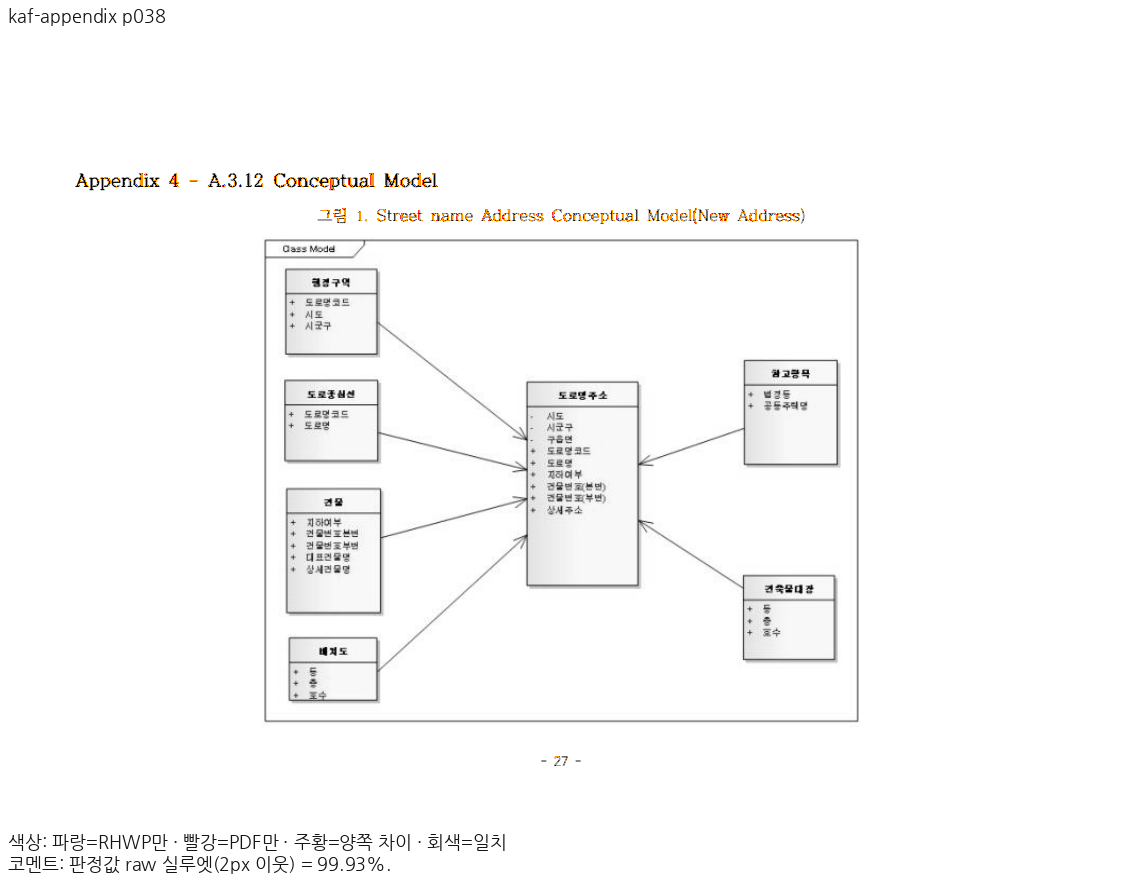 kaf-appendix p038
Appendix 4 - A.3.12 Conceptual Model
그림 1. Street name Address Conceptual Model(New Address)
Class Model
행정구역
+ 도로명코드
+ 시도
+ 시군구
도로중심선
+ 도로명코드
+ 도로명
건물
+ 지하여부
+ 건물번호본번
+ 건물번호부번
+ 대표건물명
+ 상세건물명
배치도
+ 동
+ 층
+ 호수
도로명주소
- 시도
- 시군구
- 구읍면
+ 도로명코드
+ 도로명
+ 지하여부
+ 건물번호(본번)
+ 건물번호(부번)
+ 상세주소
참고항목
+ 법정동
+ 공동주택명
건축물대장
+ 동
+ 층
+ 호수
- 27 -
색상: 파랑=RHWP만 · 빨강=PDF만 · 주황=양쪽 차이 · 회색=일치
코멘트: 판정값 raw 실루엣(2px 이웃) = 99.93%.